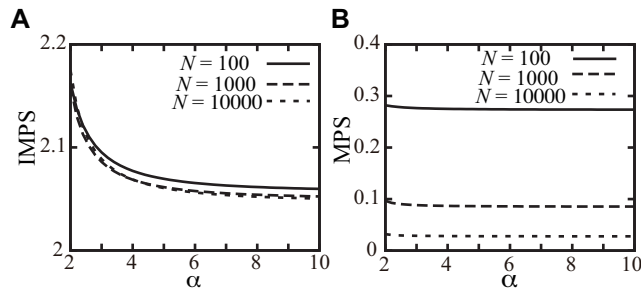 A
2.2
N = 100
N = 1000
N = 10000
IMPS
2.1
2
2 4 6 8 10
α
B
0.4
N = 100
N = 1000
N = 10000
0.3
MPS
0.2
0.1
0
2 4 6 8 10
α